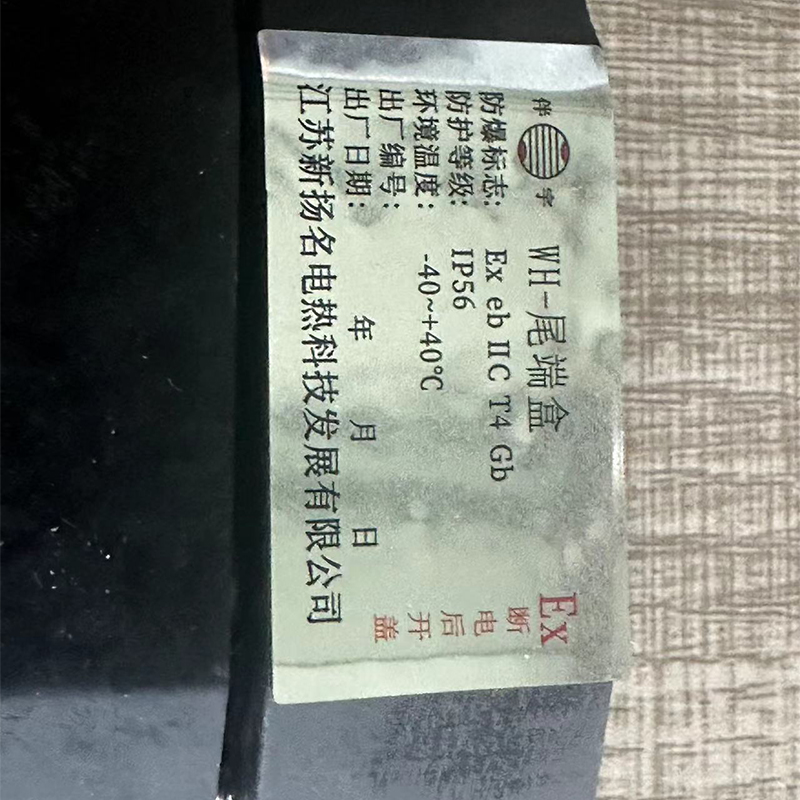 伴宇
WH-尾端盒
Ex
防爆标志: Ex eb IIC T4 Gb
断电后开盖
防护等级: IP56
环境温度: -40~+40℃
出厂编号:
出厂日期: 年 月 日
江苏新扬名电热科技发展有限公司